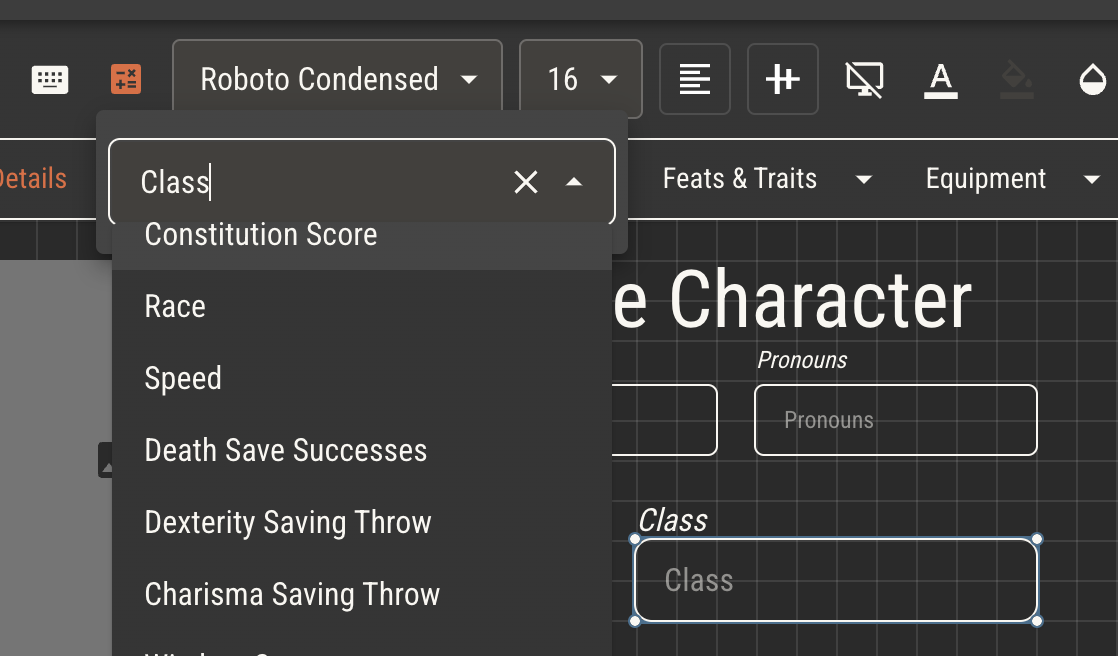 Roboto Condensed
16
A
Details
Class
Feats & Traits
Equipment
Constitution Score
Race
Speed
Death Save Successes
Dexterity Saving Throw
Charisma Saving Throw
e Character
Pronouns
Pronouns
Class
Class